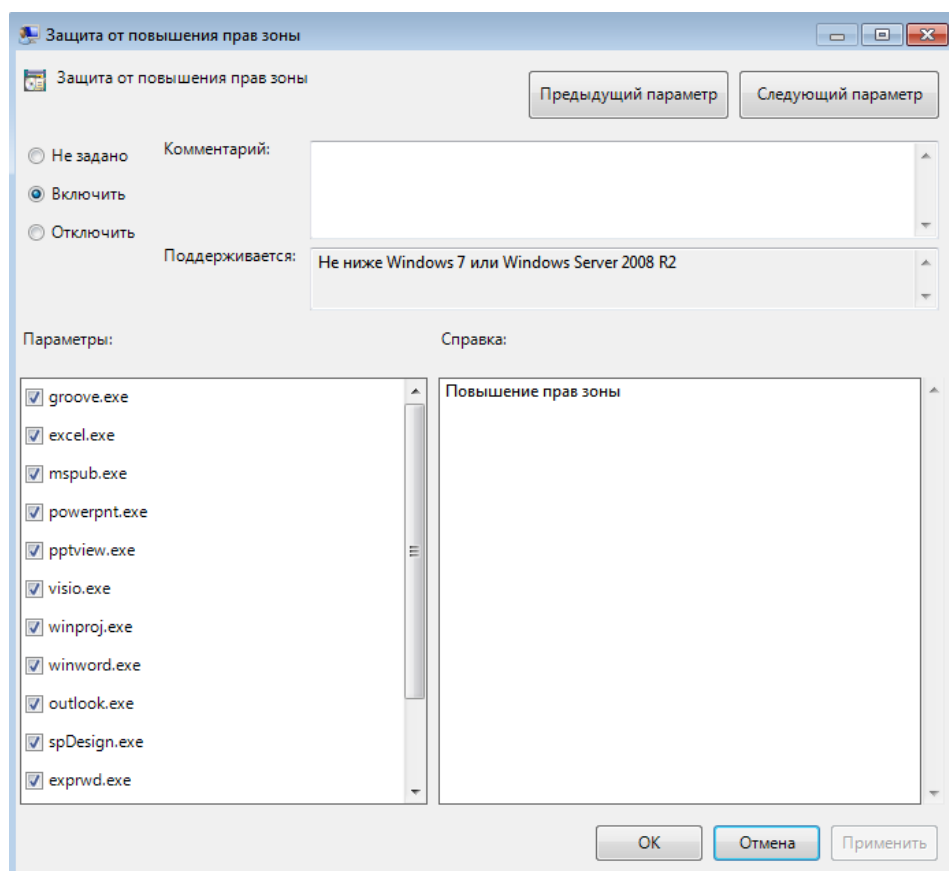 Защита от повышения прав зоны
Защита от повышения прав зоны
Предыдущий параметр
Следующий параметр
Не задано
Комментарий:
Включить
Отключить
Поддерживается:
Не ниже Windows 7 или Windows Server 2008 R2
Параметры:
Справка:
groove.exe
excel.exe
mspub.exe
powerpnt.exe
pptview.exe
visio.exe
winproj.exe
winword.exe
outlook.exe
spDesign.exe
exprwd.exe
Повышение прав зоны
ОК
Отмена
Применить